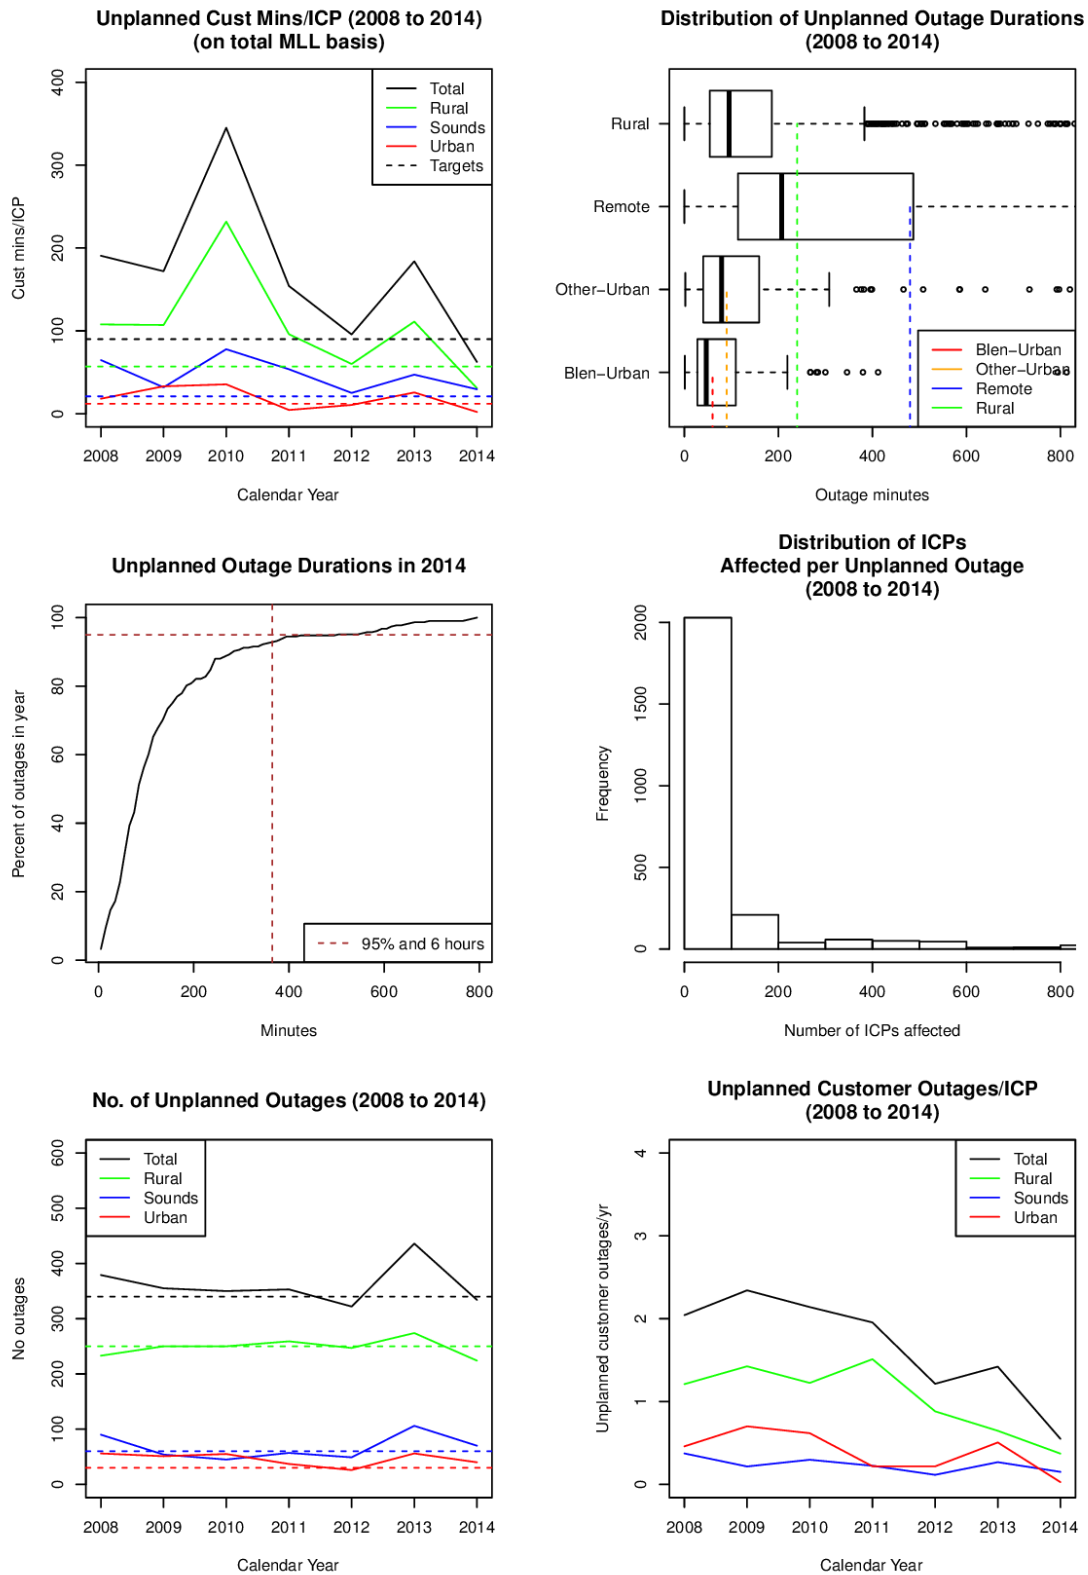 Unplanned Cust Mins/ICP (2008 to 2014)
(on total MLL basis)
Cust mins/ICP
400
300
200
100
0
Total
Rural
Sounds
Urban
Targets
2008 2009 2010 2011 2012 2013 2014
Calendar Year
Distribution of Unplanned Outage Durations
(2008 to 2014)
Rural
Remote
Other-Urban
Blen-Urban
Blen-Urban
Other-Urban
Remote
Rural
0 200 400 600 800
Outage minutes
Unplanned Outage Durations in 2014
Percent of outages in year
100
80
60
40
20
0
95% and 6 hours
0 200 400 600 800
Minutes
Distribution of ICPs
Affected per Unplanned Outage
(2008 to 2014)
Frequency
2000
1500
1000
500
0
0 200 400 600 800
Number of ICPs affected
No. of Unplanned Outages (2008 to 2014)
No outages
600
500
400
300
200
100
0
Total
Rural
Sounds
Urban
2008 2009 2010 2011 2012 2013 2014
Calendar Year
Unplanned Customer Outages/ICP
(2008 to 2014)
Unplanned customer outages/yr
4
3
2
1
0
Total
Rural
Sounds
Urban
2008 2009 2010 2011 2012 2013 2014
Calendar Year